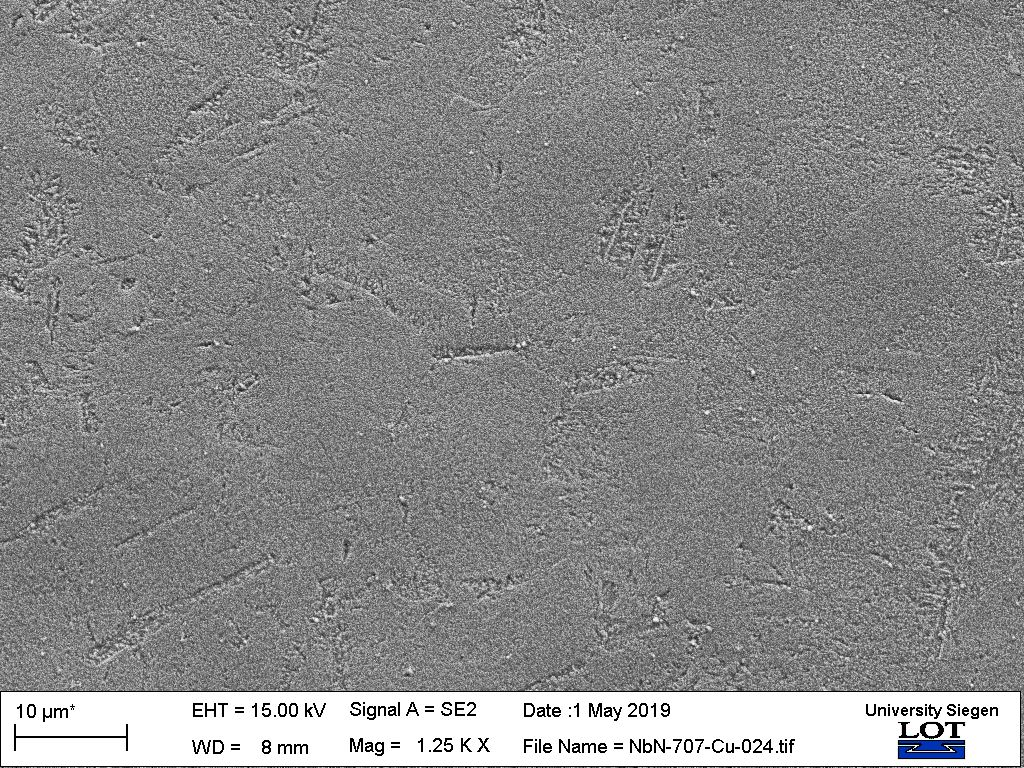 10 µm*
EHT = 15.00 kV Signal A = SE2 Date :1 May 2019 University Siegen
WD = 8 mm Mag = 1.25 K X File Name = NbN-707-Cu-024.tif LOT